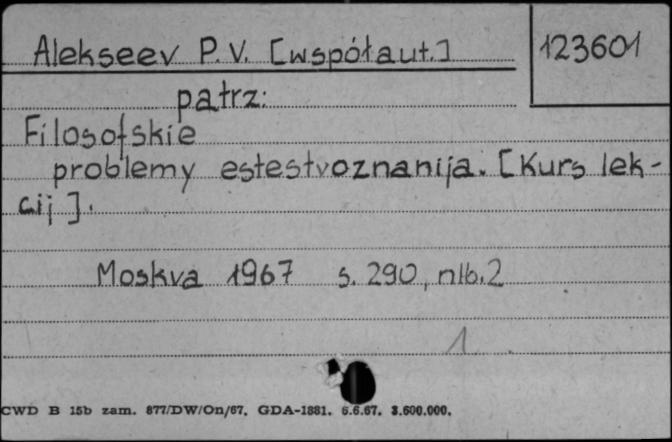 Alekseev P. V. [współaut.] 123601
patrz:
Filosofskie
problemy estestvoznanija. [Kurs lek-
cij].
Moskva 1967 s. 290, nlb. 2
1
CWD B 15b zam. 877/DW/On/67. GDA-1881. 6.6.67. 3.600.000.